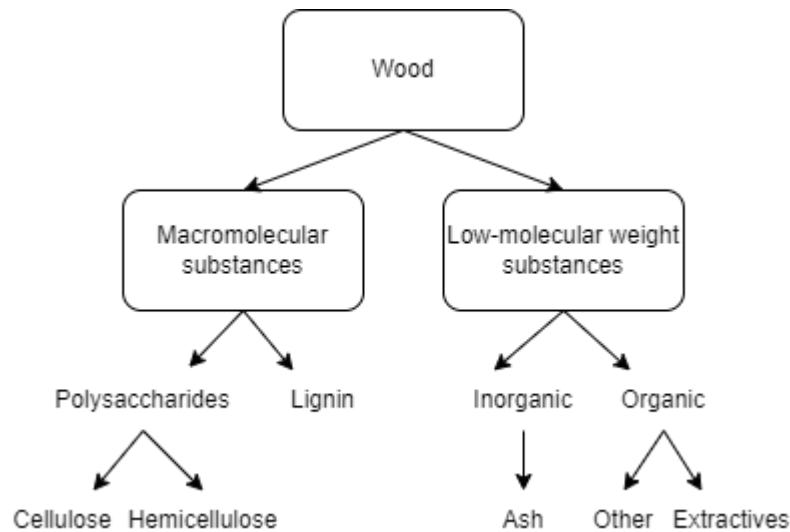 Wood
Macromolecular
substances
Low-molecular weight
substances
Polysaccharides
Lignin
Inorganic
Organic
Cellulose
Hemicellulose
Ash
Other
Extractives